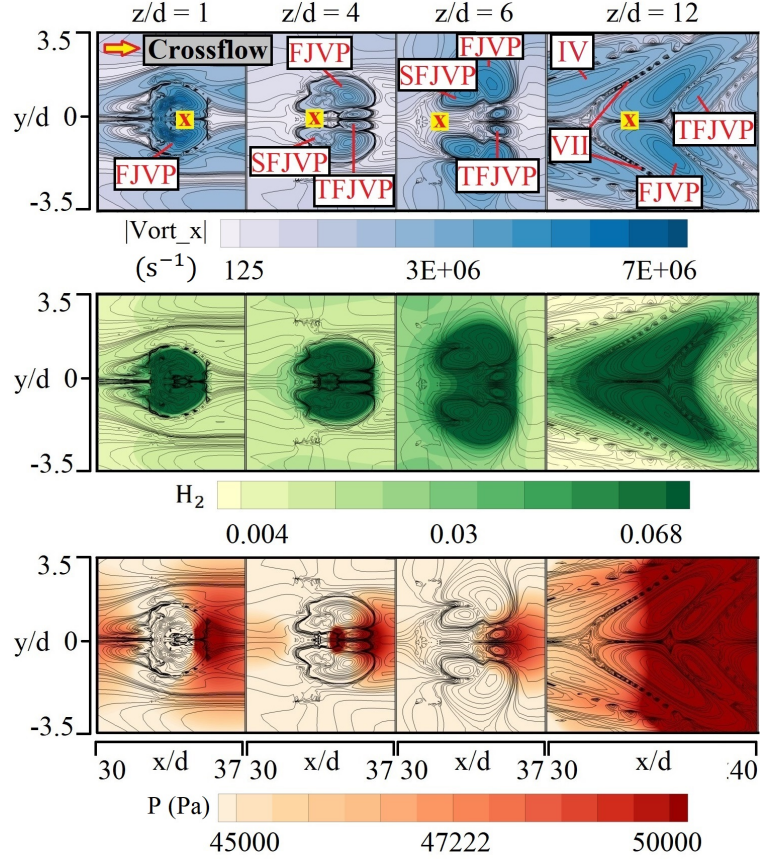 z/d = 1 z/d = 4 z/d = 6 z/d = 12
3.5 Crossflow FJVP FJVP IV
SFJVP
y/d 0 x x x x
TFJVP
FJVP SFJVP TFJVP VII
TFJVP FJVP
-3.5
|Vort_x|
(s⁻¹) 125 3E+06 7E+06
3.5
y/d 0
-3.5
H₂
0.004 0.03 0.068
3.5
y/d 0
-3.5
30 x/d 37 30 x/d 37 30 x/d 37 30 x/d .40
P (Pa)
45000 47222 50000